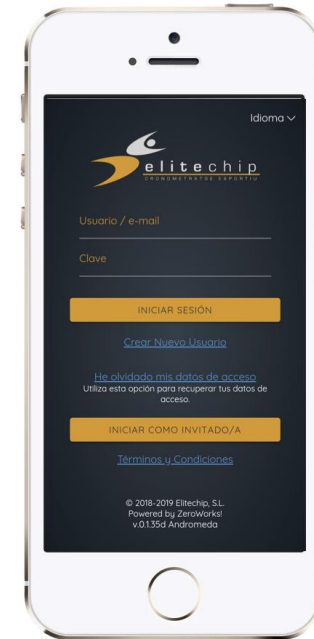 Idioma
elitechip
CRONOMETRATGE ESPORTIU
Usuario / e-mail
Clave
INICIAR SESIÓN
Crear Nuevo Usuario
He olvidado mis datos de acceso
Utiliza esta opción para recuperar tus datos de
acceso.
INICIAR COMO INVITADO/A
Términos y Condiciones
© 2018-2019 Elitechip, S.L.
Powered by ZeroWorks!
v.0.1.35d Andromeda